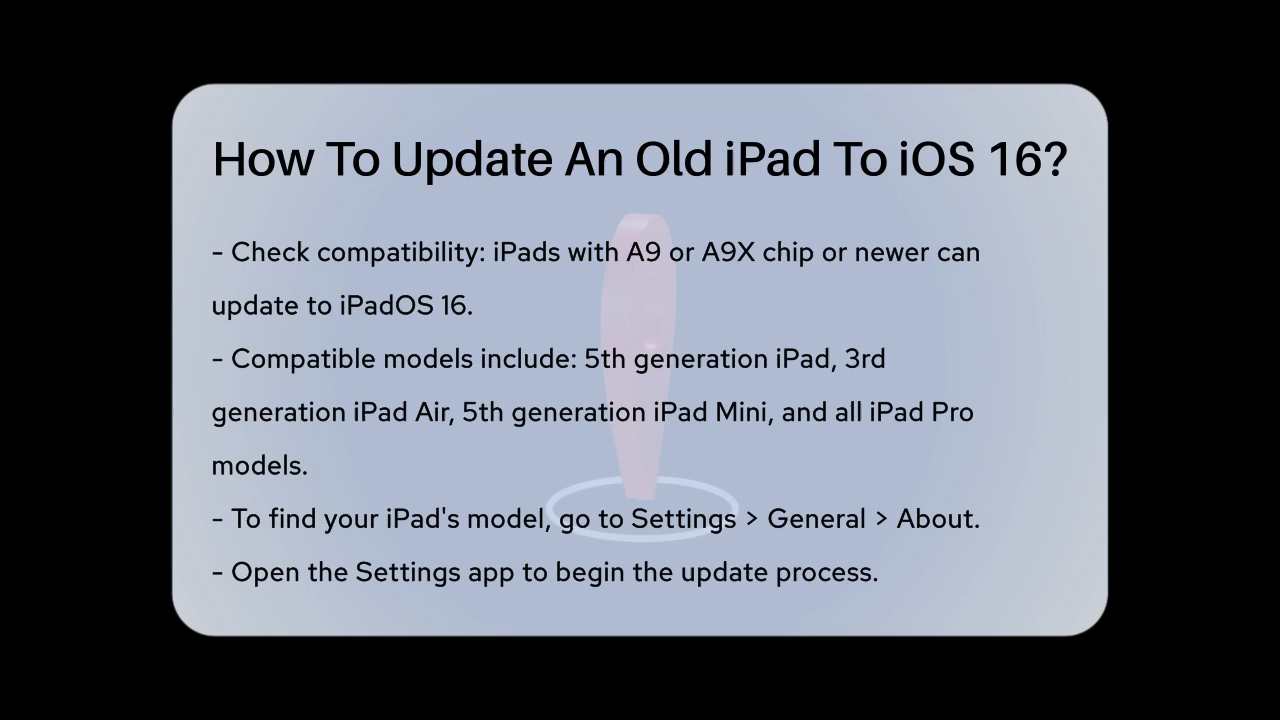 How To Update An Old iPad To iOS 16?
- Check compatibility: iPads with A9 or A9X chip or newer can
update to iPadOS 16.
- Compatible models include: 5th generation iPad, 3rd
generation iPad Air, 5th generation iPad Mini, and all iPad Pro
models.
- To find your iPad's model, go to Settings > General > About.
- Open the Settings app to begin the update process.